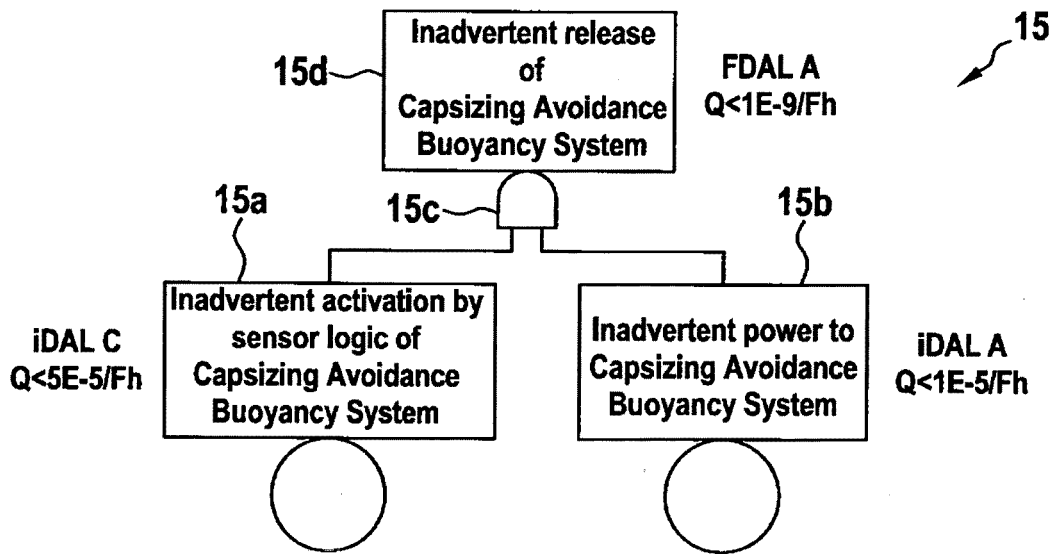 15
Inadvertent release
of
Capsizing Avoidance
Buoyancy System
15d
FDAL A
Q<1E-9/Fh
15a
15c
15b
Inadvertent activation by
sensor logic of
Capsizing Avoidance
Buoyancy System
iDAL C
Q<5E-5/Fh
Inadvertent power to
Capsizing Avoidance
Buoyancy System
iDAL A
Q<1E-5/Fh